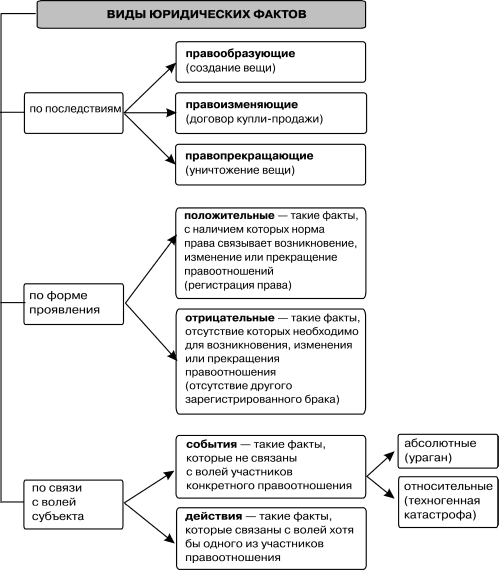 ВИДЫ ЮРИДИЧЕСКИХ ФАКТОВ
по последствиям
правообразующие
(создание вещи)
правоизменяющие
(договор купли-продажи)
правопрекращающие
(уничтожение вещи)
по форме
проявления
положительные — такие факты,
с наличием которых норма
права связывает возникновение,
изменение или прекращение
правоотношений
(регистрация права)
отрицательные — такие факты,
отсутствие которых необходимо
для возникновения, изменения
или прекращения
правоотношения
(отсутствие другого
зарегистрированного брака)
по связи
с волей
субъекта
события — такие факты,
которые не связаны
с волей участников
конкретного правоотношения
абсолютные
(ураган)
относительные
(техногенная
катастрофа)
действия — такие факты,
которые связаны с волей хотя
бы одного из участников
правоотношения